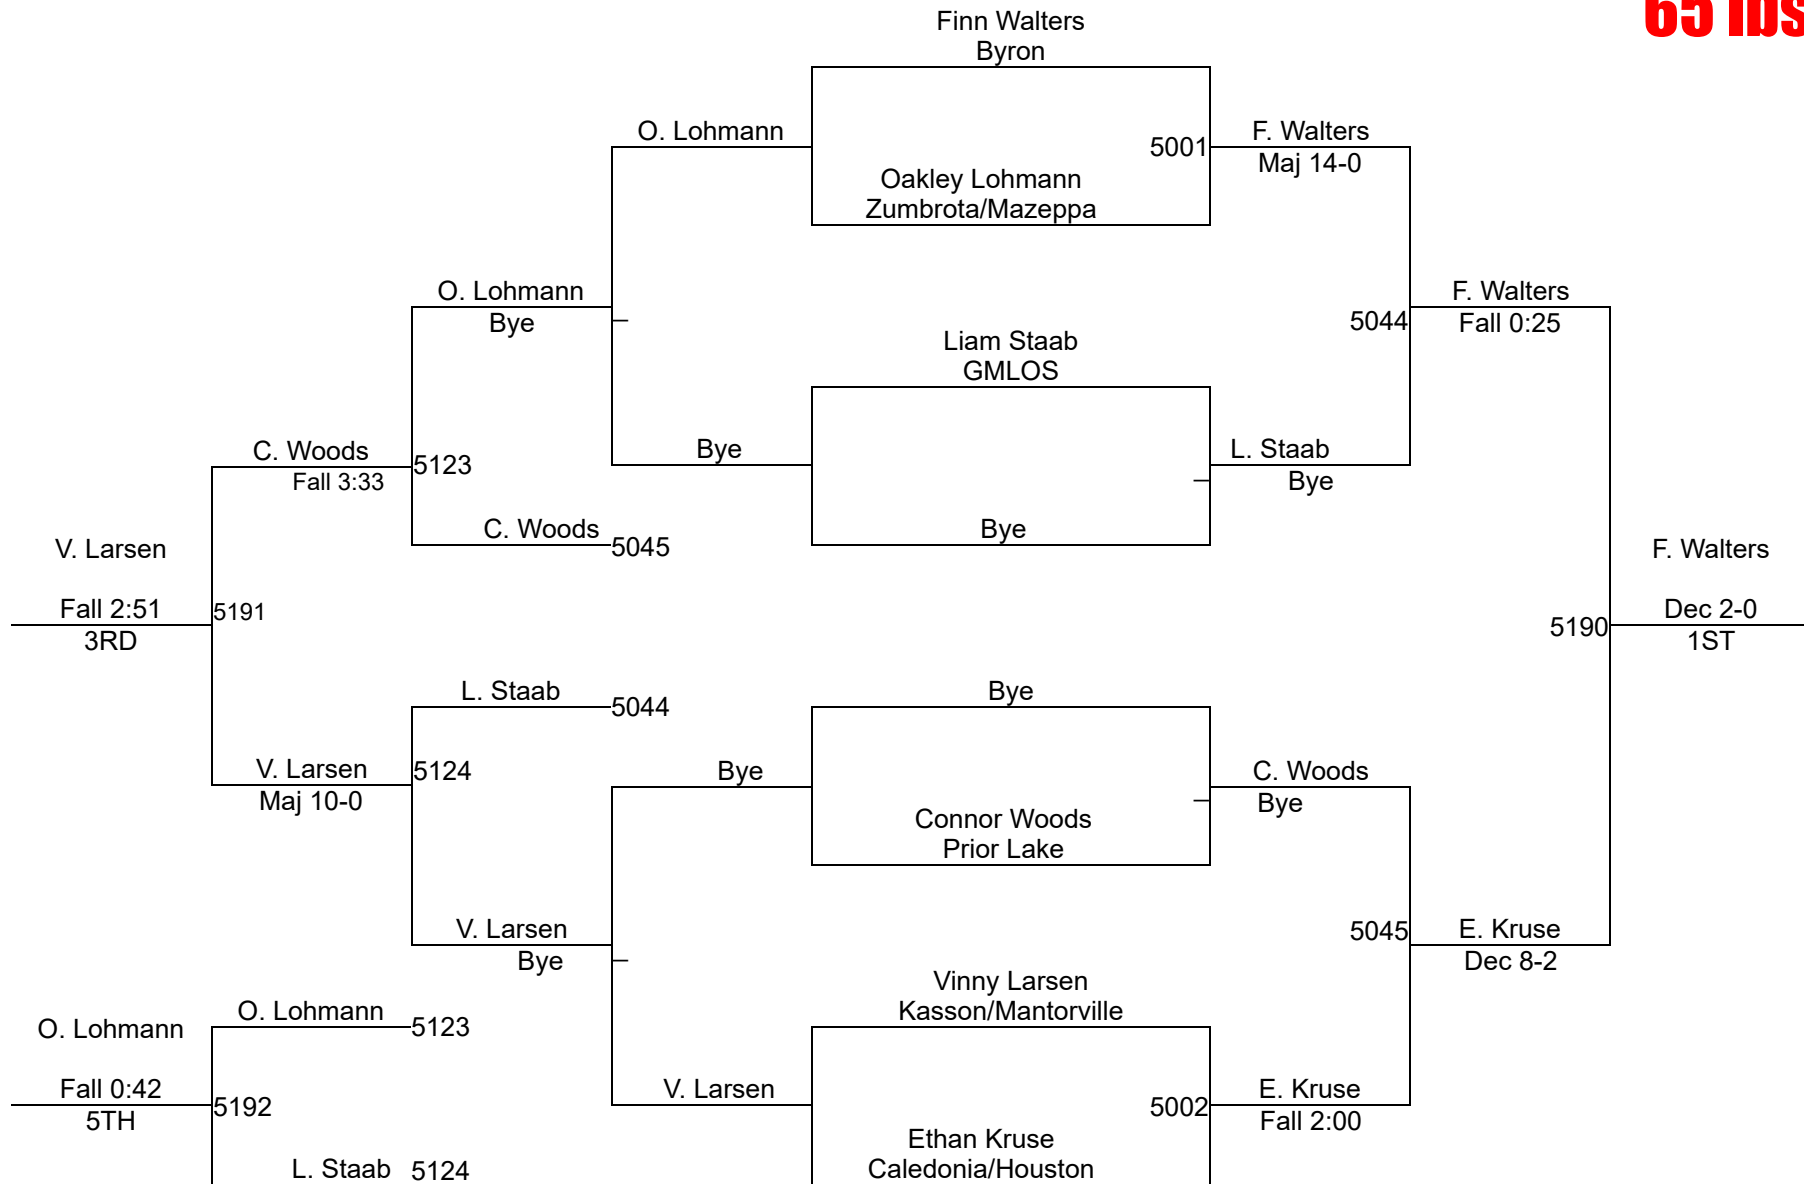 65 lbs
Finn Walters
Byron
O. Lohmann
5001
F. Walters
Maj 14-0
Oakley Lohmann
Zumbrota/Mazeppa
O. Lohmann
Bye
F. Walters
Fall 0:25
5044
Liam Staab
GMLOS
C. Woods
Fall 3:33
5123
Bye
L. Staab
Bye
C. Woods
5045
Bye
V. Larsen
Fall 2:51
3RD
5191
F. Walters
Dec 2-0
1ST
5190
L. Staab
5044
Bye
V. Larsen
Maj 10-0
5124
Bye
C. Woods
Bye
Connor Woods
Prior Lake
V. Larsen
Bye
5045
E. Kruse
Dec 8-2
Vinny Larsen
Kasson/Mantorville
O. Lohmann
O. Lohmann
5123
Fall 0:42
5TH
5192
V. Larsen
5002
E. Kruse
Fall 2:00
Ethan Kruse
Caledonia/Houston
L. Staab
5124